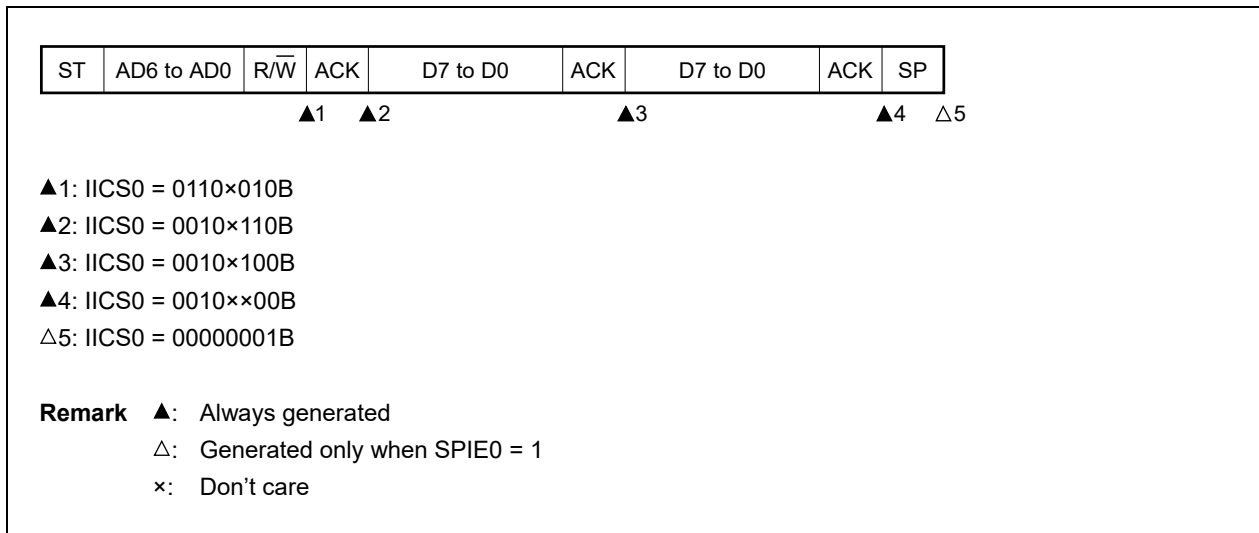 ST AD6 to AD0 R/W̅ ACK D7 to D0 ACK D7 to D0 ACK SP
▲1 ▲2 ▲3 ▲4 △5
▲1: IICS0 = 0110×010B
▲2: IICS0 = 0010×110B
▲3: IICS0 = 0010×100B
▲4: IICS0 = 0010××00B
△5: IICS0 = 00000001B
Remark ▲: Always generated
△: Generated only when SPIE0 = 1
×: Don't care